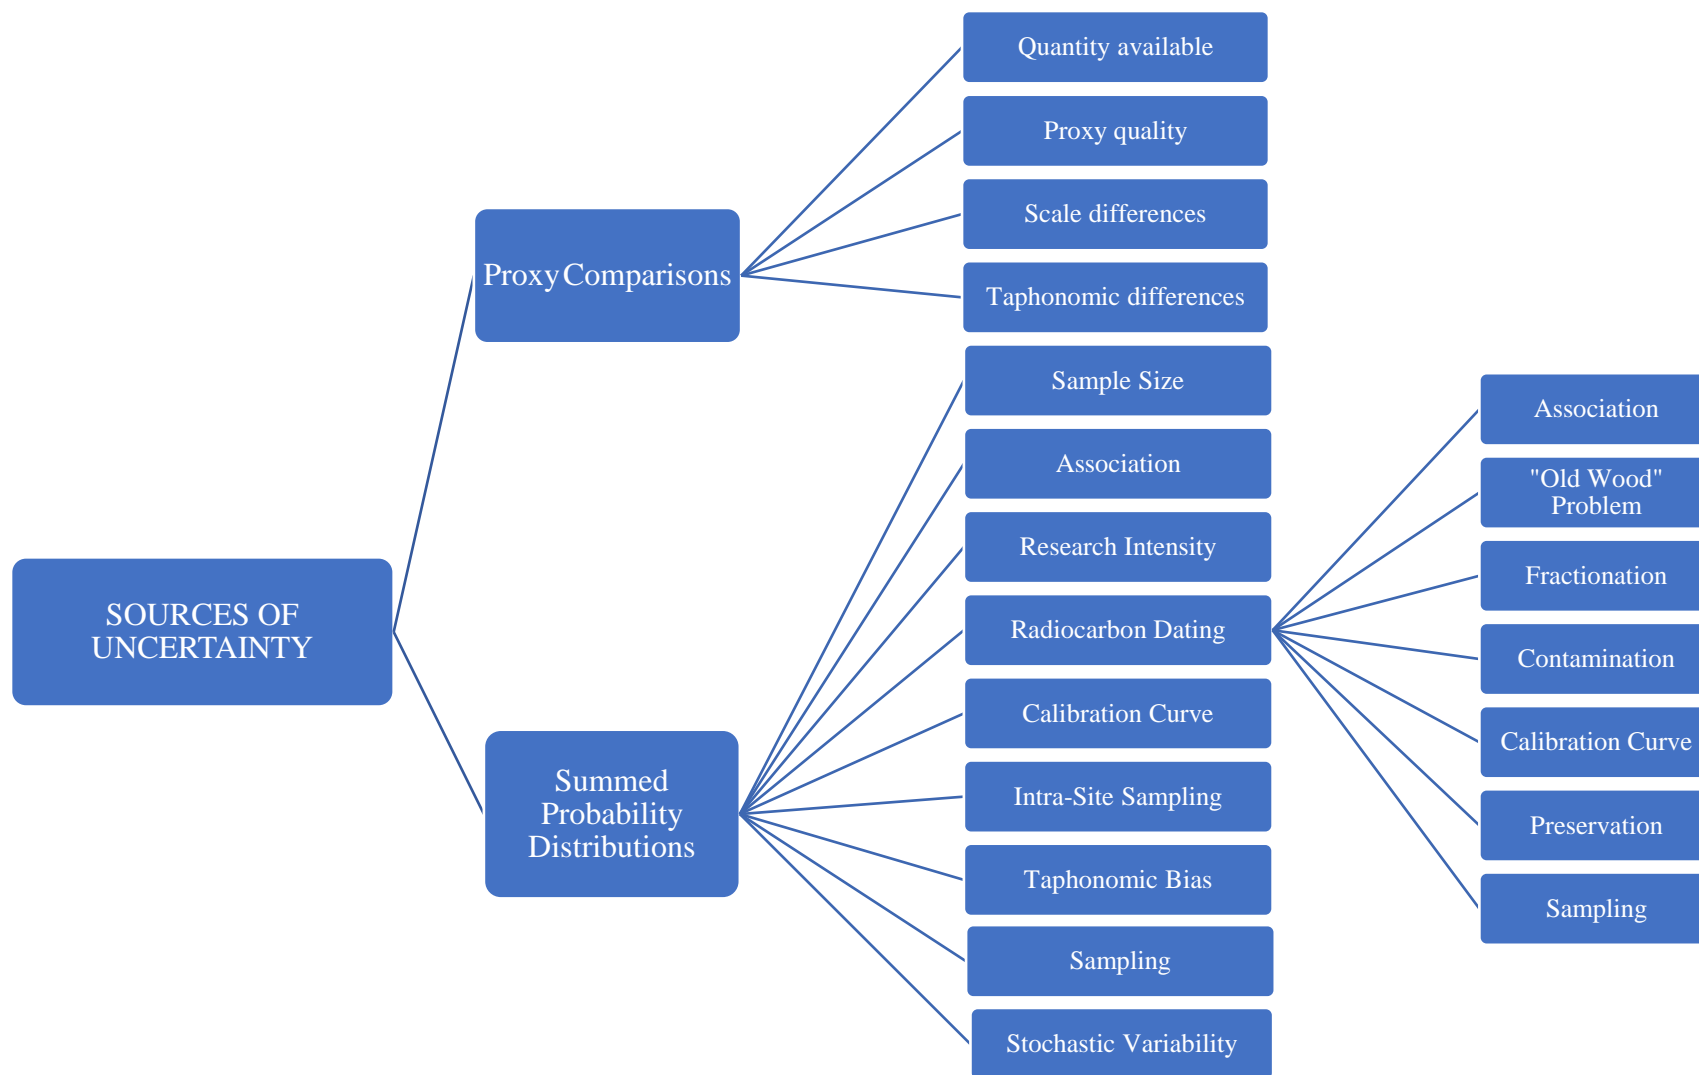 SOURCES OF
UNCERTAINTY
Proxy Comparisons
Quantity available
Proxy quality
Scale differences
Taphonomic differences
Summed
Probability
Distributions
Sample Size
Association
Research Intensity
Radiocarbon Dating
Association
"Old Wood"
Problem
Fractionation
Contamination
Calibration Curve
Preservation
Sampling
Calibration Curve
Intra-Site Sampling
Taphonomic Bias
Sampling
Stochastic Variability